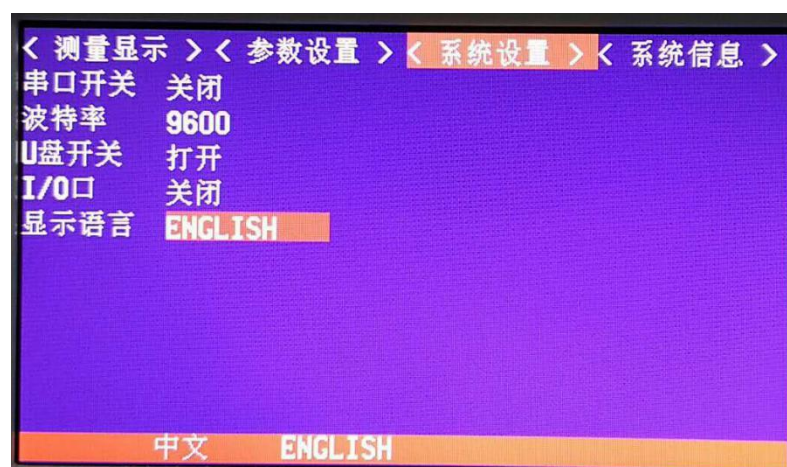 < 测量显示 > < 参数设置 > < 系统设置 > < 系统信息 >
串口开关 关闭
波特率 9600
U盘开关 打开
I/O口 关闭
显示语言 ENGLISH
中文 ENGLISH